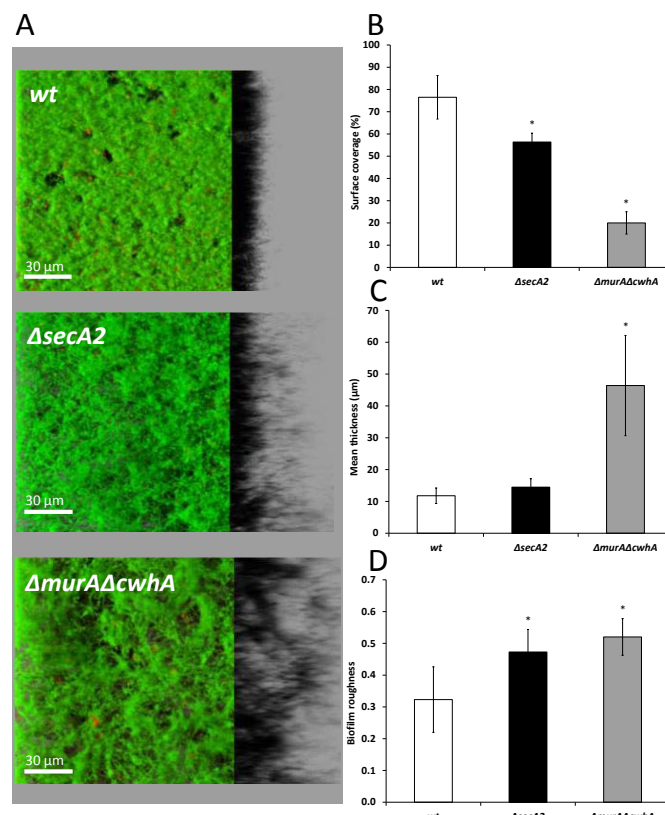 A
wt
30 µm
ΔsecA2
30 µm
ΔmurAΔcwhA
30 µm
B
Surface coverage (%)
100
90
80
70
60
50
40
30
20
10
0
*
*
wt
ΔsecA2
ΔmurAΔcwhA
C
Mean thickness (µm)
70
60
50
40
30
20
10
0
*
wt
ΔsecA2
ΔmurAΔcwhA
D
Biofilm roughness
0.7
0.6
0.5
0.4
0.3
0.2
0.1
0.0
*
*
wt
ΔsecA2
ΔmurAΔcwhA